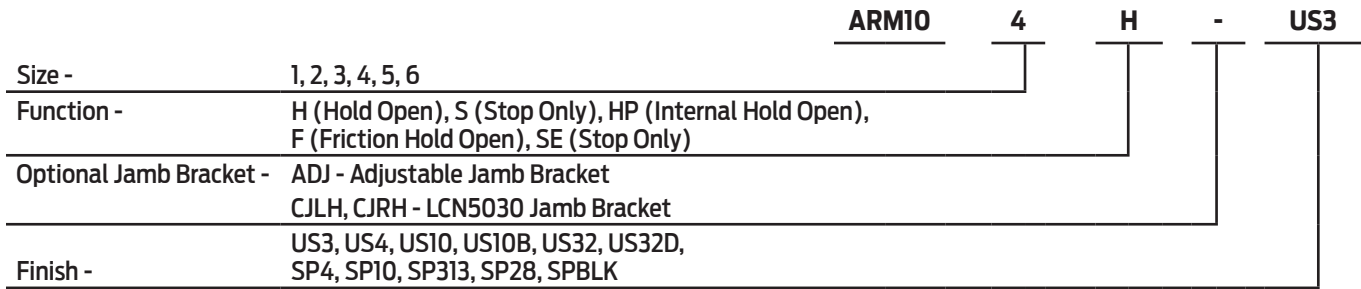 ARM10 4 H - US3
Size - 1, 2, 3, 4, 5, 6
Function - H (Hold Open), S (Stop Only), HP (Internal Hold Open),
F (Friction Hold Open), SE (Stop Only)
Optional Jamb Bracket - ADJ - Adjustable Jamb Bracket
CJLH, CJRH - LCN5030 Jamb Bracket
US3, US4, US10, US10B, US32, US32D,
Finish - SP4, SP10, SP313, SP28, SPBLK